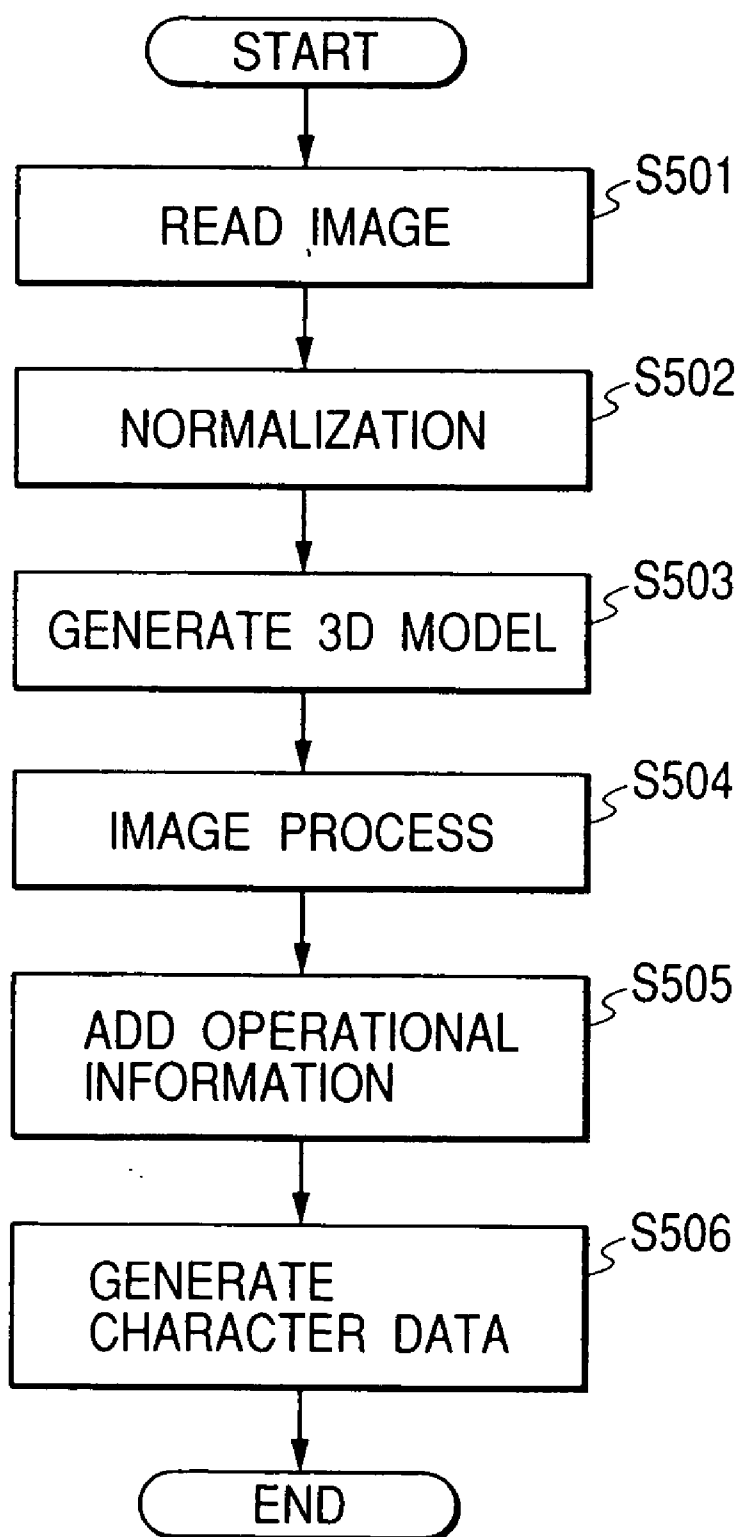 START
S501
READ IMAGE
S502
NORMALIZATION
S503
GENERATE 3D MODEL
S504
IMAGE PROCESS
S505
ADD OPERATIONAL
INFORMATION
S506
GENERATE
CHARACTER DATA
END